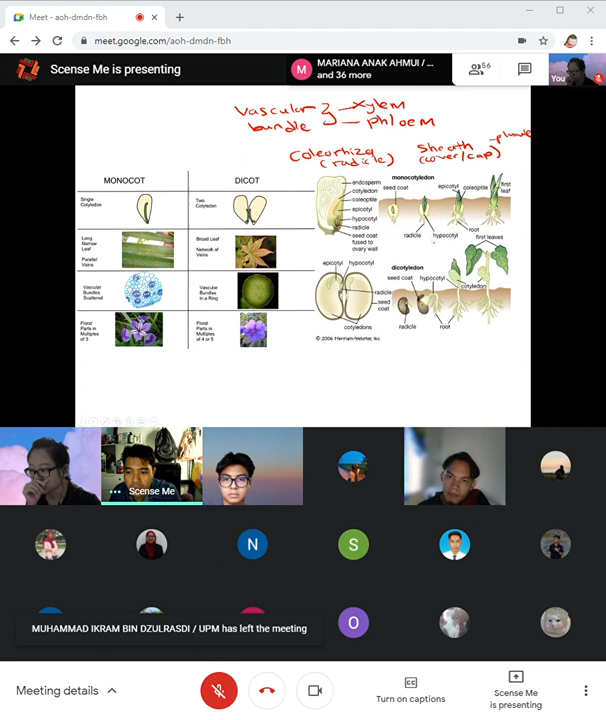 Meet - aoh-dmdn-fbh
meet.google.com/aoh-dmdn-fbh
Scense Me is presenting
M
MARIANA ANAK AHMUI / ...
and 36 more
56
You
Vascular } xylem
bundle phloem
Coleorhiza
(radicle)
Sheath
(cover/cap)
MONOCOT
DICOT
Single
Cotyledon
Two
Cotyledon
Long
Narrow
Leaf
Parallel
Veins
Broad Leaf
Network of
Veins
Vascular
Bundles
Scattered
Vascular
Bundles
in a Ring
Floral
Parts in
Multiples
of 3
Floral
Parts in
Multiples
of 4 or 5
endosperm
cotyledon
coleoptile
epicotyl
hypocotyl
radicle
seed coat
fused to
ovary wall
monocotyledon
seed coat
epicotyl
coleoptile
first
leaf
radicle
hypocotyl
root
first leaves
epicotyl hypocotyl
radicle
seed
coat
cotyledons
dicotyledon
seed coat
hypocotyl
cotyledon
radicle
root
© 2006 Merriam-Webster, Inc.
Scense Me
N
S
O
MUHAMMAD IKRAM BIN DZULRASDI / UPM has left the meeting
Meeting details
CC
Turn on captions
Scense Me
is presenting